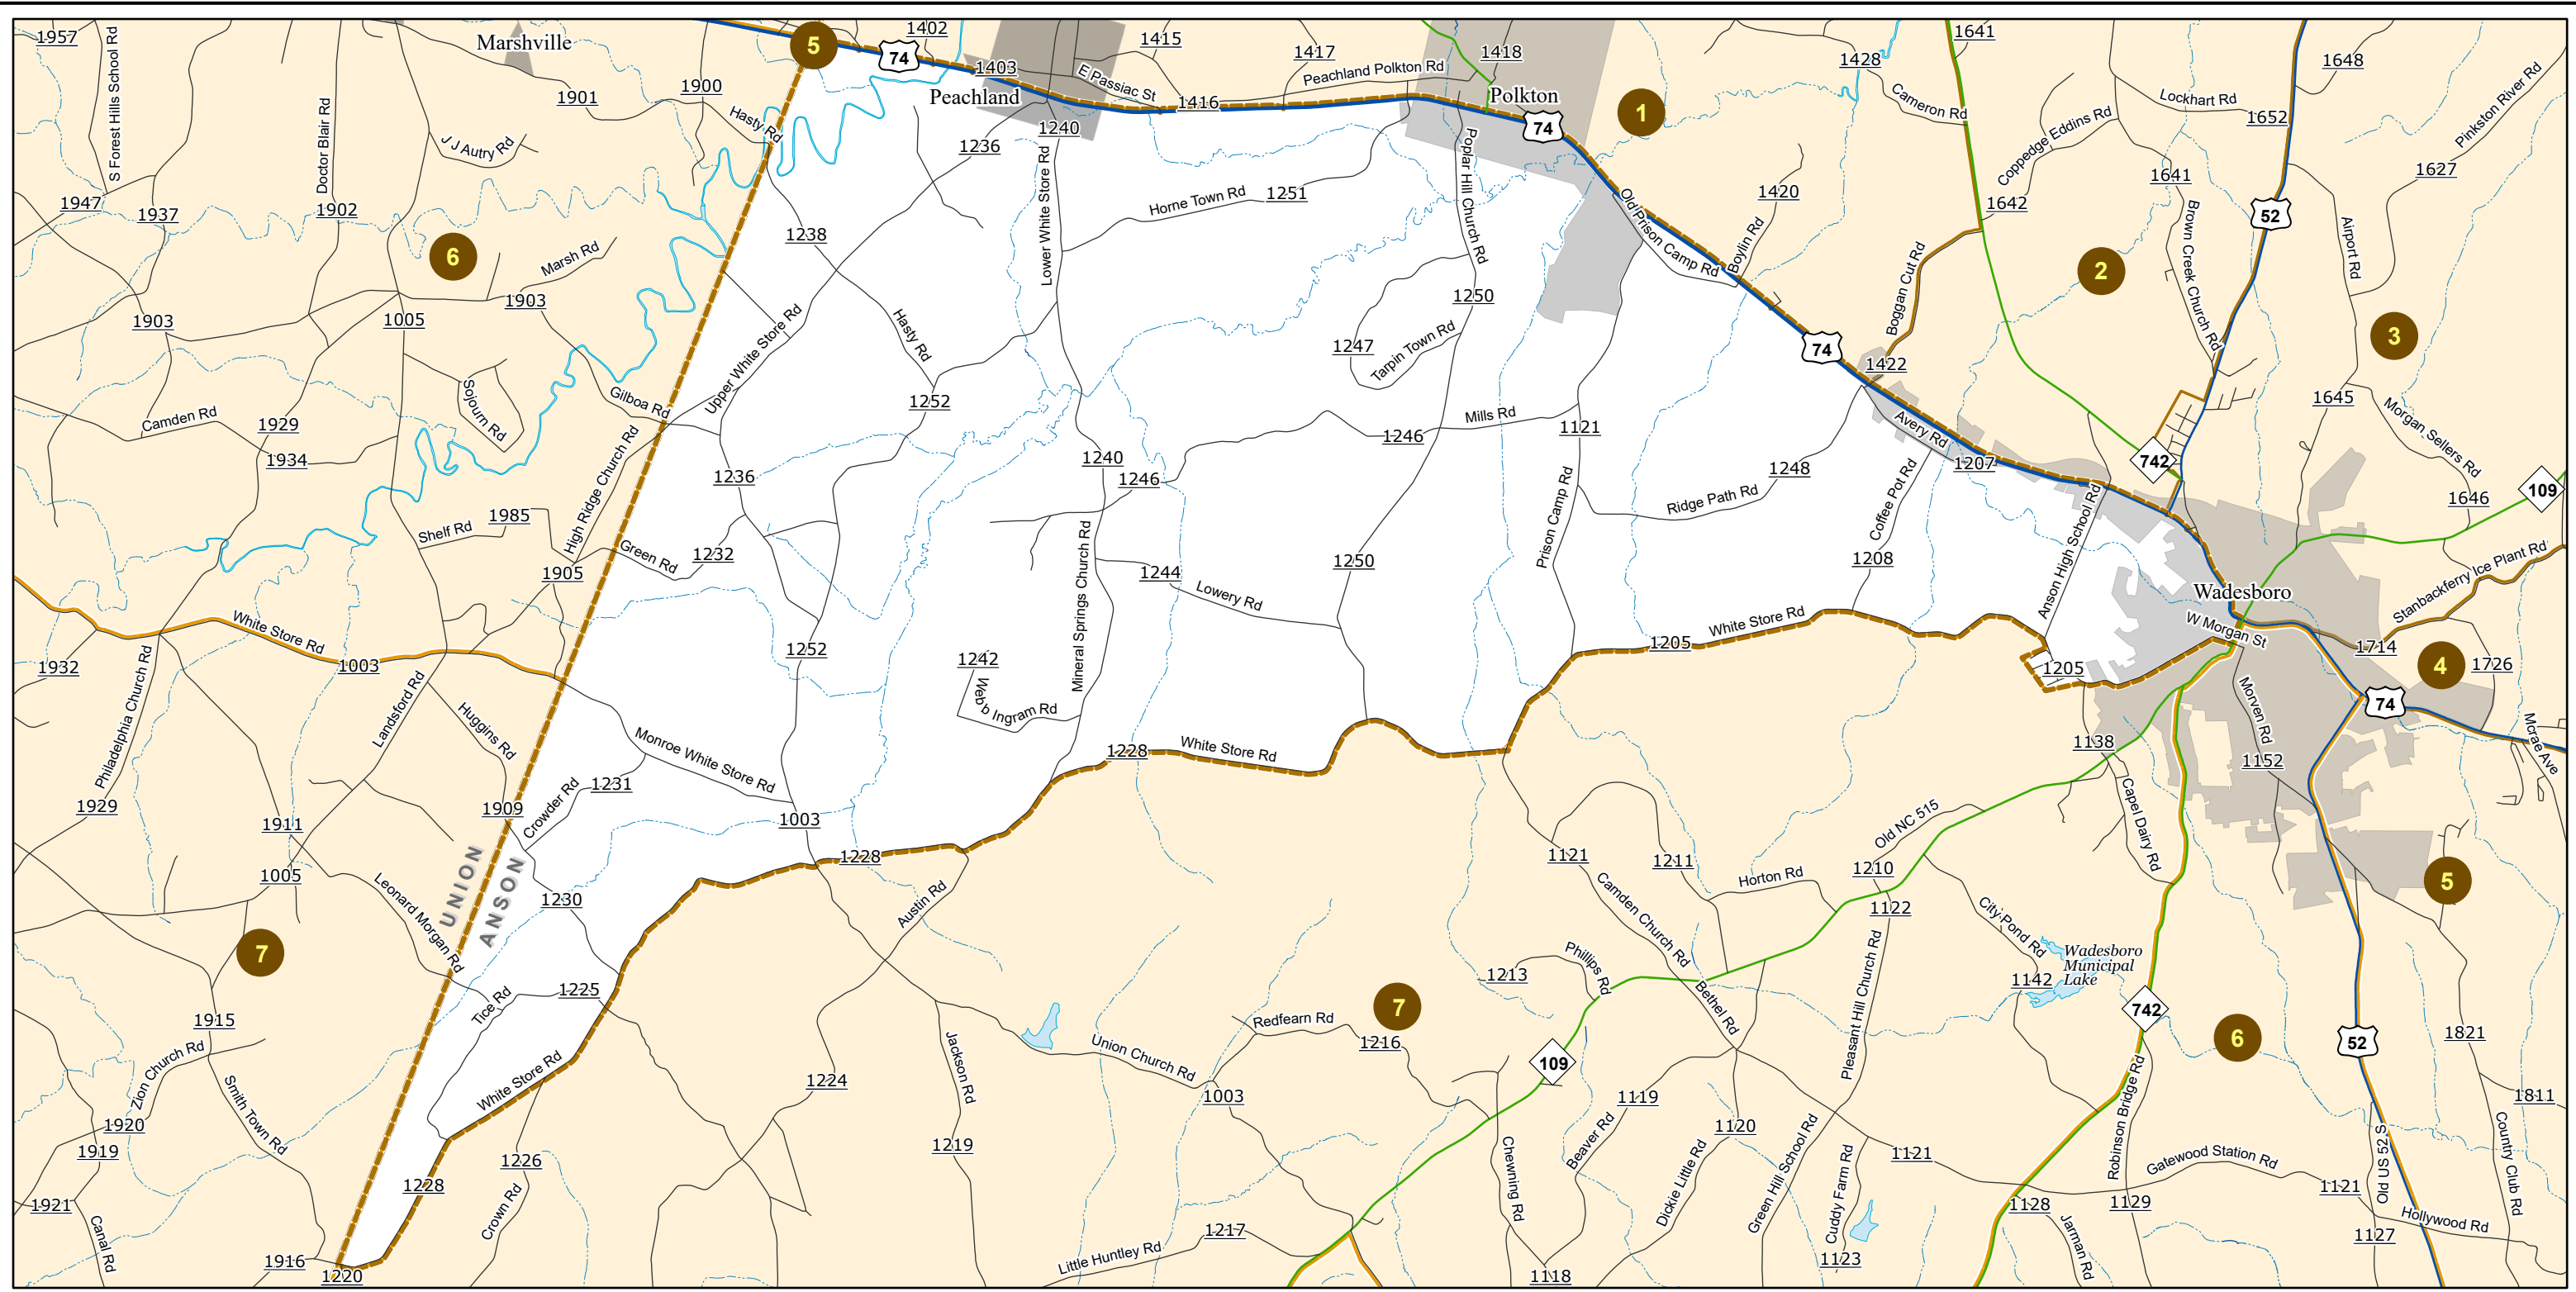 1957
S Forest Hills School Rd
Marshville
5
74
1402
1415
1417
1418
1641
1428
1648
1403
Peachland
E Passiac St
1416
Peachland Polkton Rd
Polkton
74
1
Cameron Rd
Lockhart Rd
1652
Pinkston River Rd
1901
1900
Hasty Rd
Doctor Blair Rd
J J Autry Rd
1236
1240
Lower White Store Rd
Horne Town Rd
1251
Poplar Hill Church Rd
Old Prison Camp Rd
Boylin Rd
1420
Coppedge Eddins Rd
1642
1641
Brown Creek Church Rd
52
1627
Airport Rd
1947
1937
1902
6
Marsh Rd
1903
1238
Hasty Rd
1250
Boggan Cut Rd
2
3
1903
1005
Upper White Store Rd
1247
Tarpin Town Rd
74
1422
1645
Morgan Sellers Rd
Camden Rd
1929
Sojourn Rd
Gilboa Rd
1252
1246
Mills Rd
1121
Avery Rd
1207
742
109
1934
High Ridge Church Rd
1236
1240
1246
1248
Ridge Path Rd
Coffee Pot Rd
1646
Shelf Rd
1985
Green Rd
1232
Mineral Springs Church Rd
1244
Lowery Rd
1250
Prison Camp Rd
1208
Anson High School Rd
Stanbackferry Ice Plant Rd
1905
Wadesboro
W Morgan St
White Store Rd
1003
1932
1252
1242
Webb Ingram Rd
1205
White Store Rd
1205
1714
4
1726
Philadelphia Church Rd
Landsford Rd
Huggins Rd
Monroe White Store Rd
1228
White Store Rd
1138
Morven Rd
1152
74
Mcrae Ave
1929
1911
1909
Crowder Rd
1231
1003
Capel Dairy Rd
Old NC 515
1228
1121
1211
Horton Rd
1210
5
1005
UNION
ANSON
Leonard Morgan Rd
1230
Austin Rd
Camden Church Rd
1122
City Pond Rd
Wadesboro
Municipal
Lake
7
1225
Tice Rd
7
1213
Phillips Rd
Bethel Rd
Pleasant Hill Church Rd
1142
742
6
52
1915
Zion Church Rd
Smith Town Rd
White Store Rd
1224
Jackson Rd
Union Church Rd
Redfearn Rd
1216
109
1821
1811
1920
1919
1003
1119
Beaver Rd
1120
Robinson Bridge Rd
1921
Canal Rd
1228
1226
Crown Rd
1219
Chewning Rd
Dickie Little Rd
Green Hill School Rd
Cuddy Farm Rd
1121
Gatewood Station Rd
1121
Old US 52 S
Country Club Rd
1128
1129
Jarman Rd
1127
Hollywood Rd
1916
1220
Little Huntley Rd
1217
1118
1123